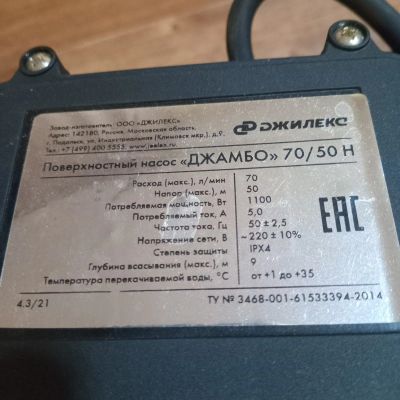 Завод-изготовитель: ООО «ДЖИЛЕКС»
Адрес: 142180, Россия, Московская область,
г. Подольск, ул. Индустриальная (Климовск мкр.), д.9.
Тел.: +7 (499) 400 5555, www.jeelex.ru
ДЖИЛЕКС
Поверхностный насос «ДЖАМБО» 70/50 Н
Расход (макс.), л/мин 70
Напор (макс.), м 50
Потребляемая мощность, Вт 1100
Потребляемый ток, А 5,0
Частота тока, Гц 50 ± 2,5
Напряжение сети, В ~220 ± 10%
Степень защиты IPX4
Глубина всасывания (макс.), м 9
Температура перекачиваемой воды, °С от +1 до +35
EAC
4.3/21
ТУ № 3468-001-61533394-2014